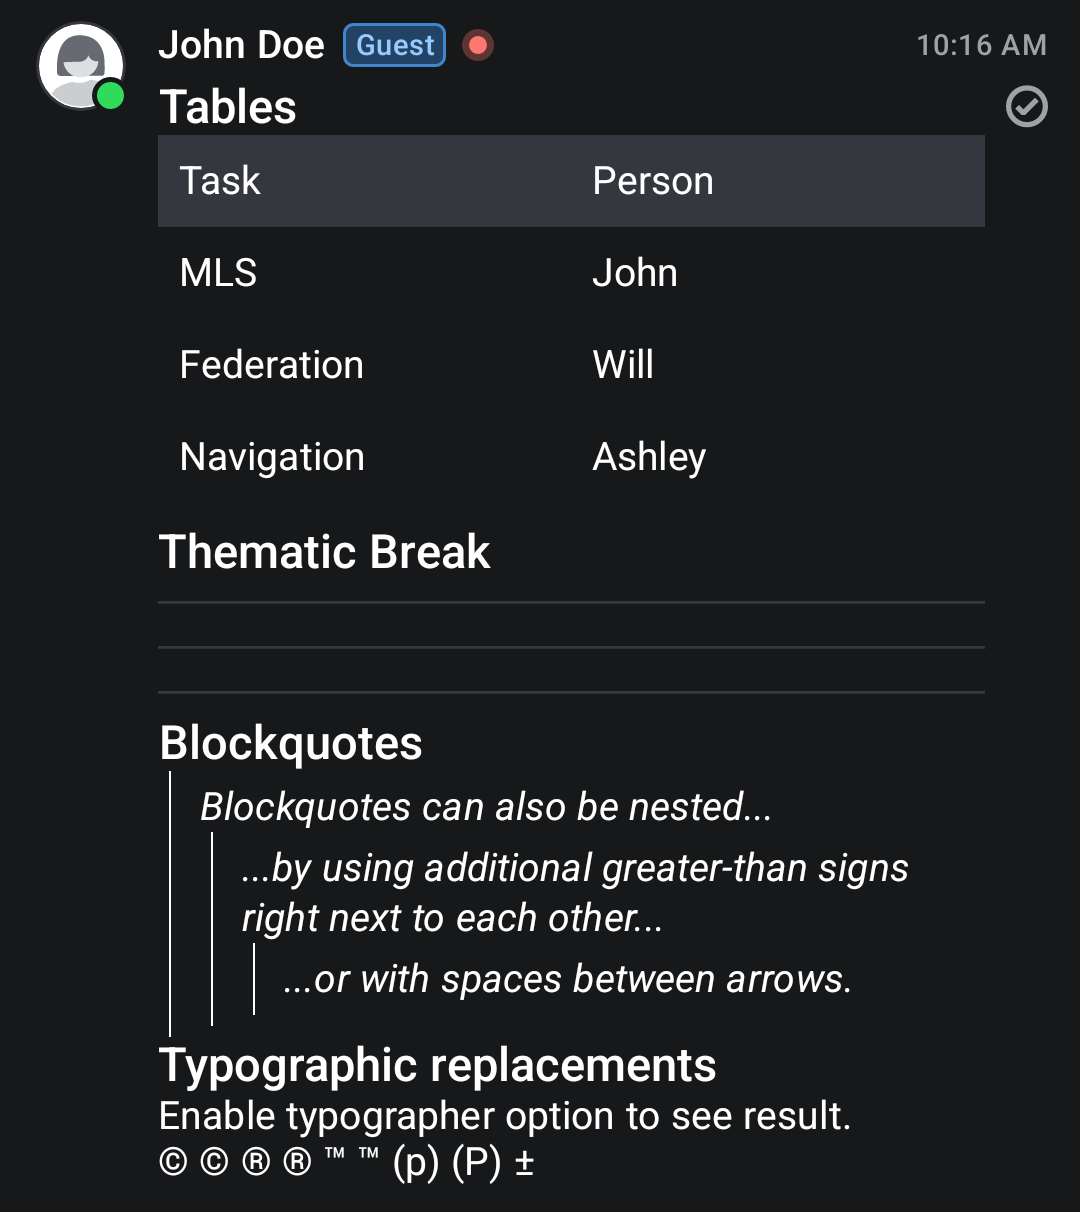 John Doe Guest 10:16 AM
Tables
Task Person
MLS John
Federation Will
Navigation Ashley
Thematic Break
Blockquotes
Blockquotes can also be nested...
...by using additional greater-than signs
right next to each other...
...or with spaces between arrows.
Typographic replacements
Enable typographer option to see result.
© © ® ® ™ ™ (p) (P) ±